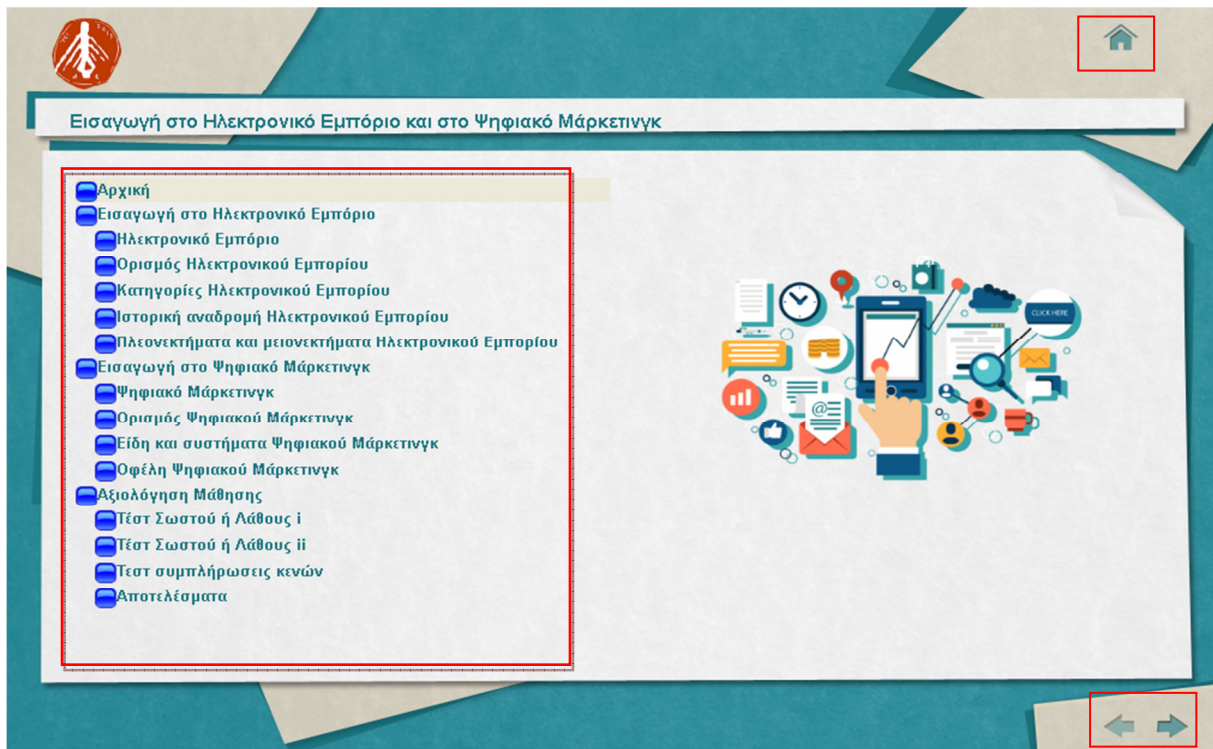 Εισαγωγή στο Ηλεκτρονικό Εμπόριο και στο Ψηφιακό Μάρκετινγκ
Αρχική
Εισαγωγή στο Ηλεκτρονικό Εμπόριο
Ηλεκτρονικό Εμπόριο
Ορισμός Ηλεκτρονικού Εμπορίου
Κατηγορίες Ηλεκτρονικού Εμπορίου
Ιστορική αναδρομή Ηλεκτρονικού Εμπορίου
Πλεονεκτήματα και μειονεκτήματα Ηλεκτρονικού Εμπορίου
Εισαγωγή στο Ψηφιακό Μάρκετινγκ
Ψηφιακό Μάρκετινγκ
Ορισμός Ψηφιακού Μάρκετινγκ
Είδη και συστήματα Ψηφιακού Μάρκετινγκ
Οφέλη Ψηφιακού Μάρκετινγκ
Αξιολόγηση Μάθησης
Τέστ Σωστού ή Λάθους i
Τέστ Σωστού ή Λάθους ii
Τεστ συμπλήρωσεις κενών
Αποτελέσματα
CLICK HERE
@